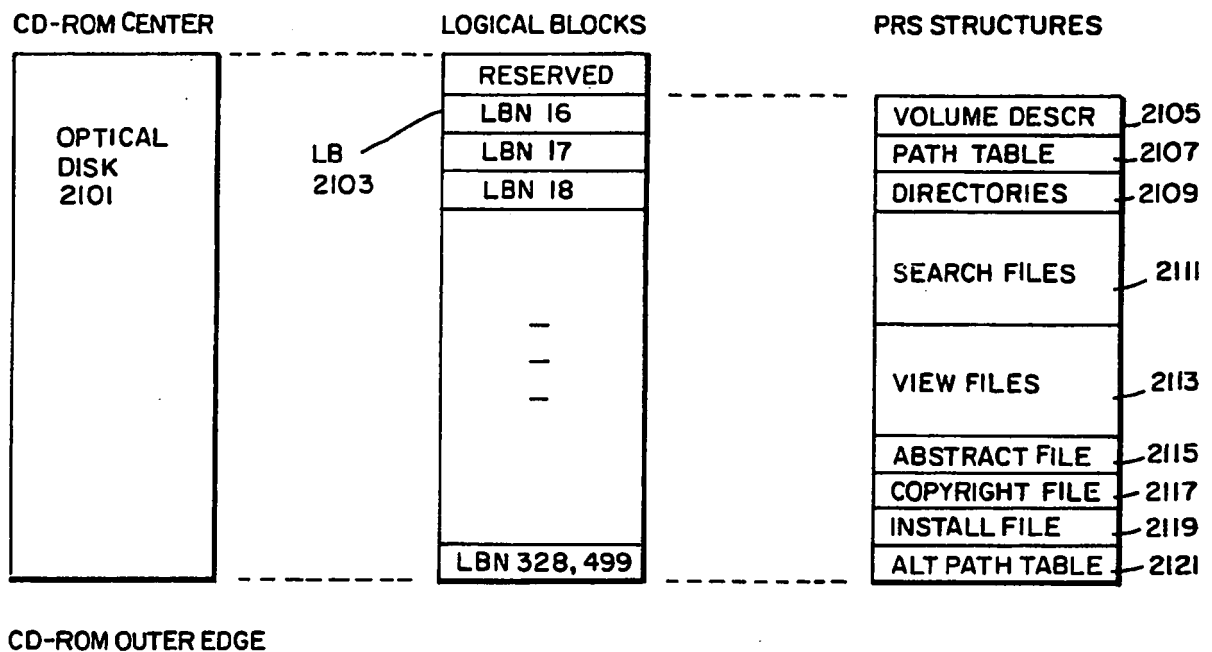 CD-ROM CENTER
OPTICAL
DISK
2101
CD-ROM OUTER EDGE
LOGICAL BLOCKS
RESERVED
LBN 16
LBN 17
LBN 18
LBN 328,499
LB
2103
PRS STRUCTURES
VOLUME DESCR 2105
PATH TABLE 2107
DIRECTORIES 2109
SEARCH FILES 2111
VIEW FILES 2113
ABSTRACT FILE 2115
COPYRIGHT FILE 2117
INSTALL FILE 2119
ALT PATH TABLE 2121